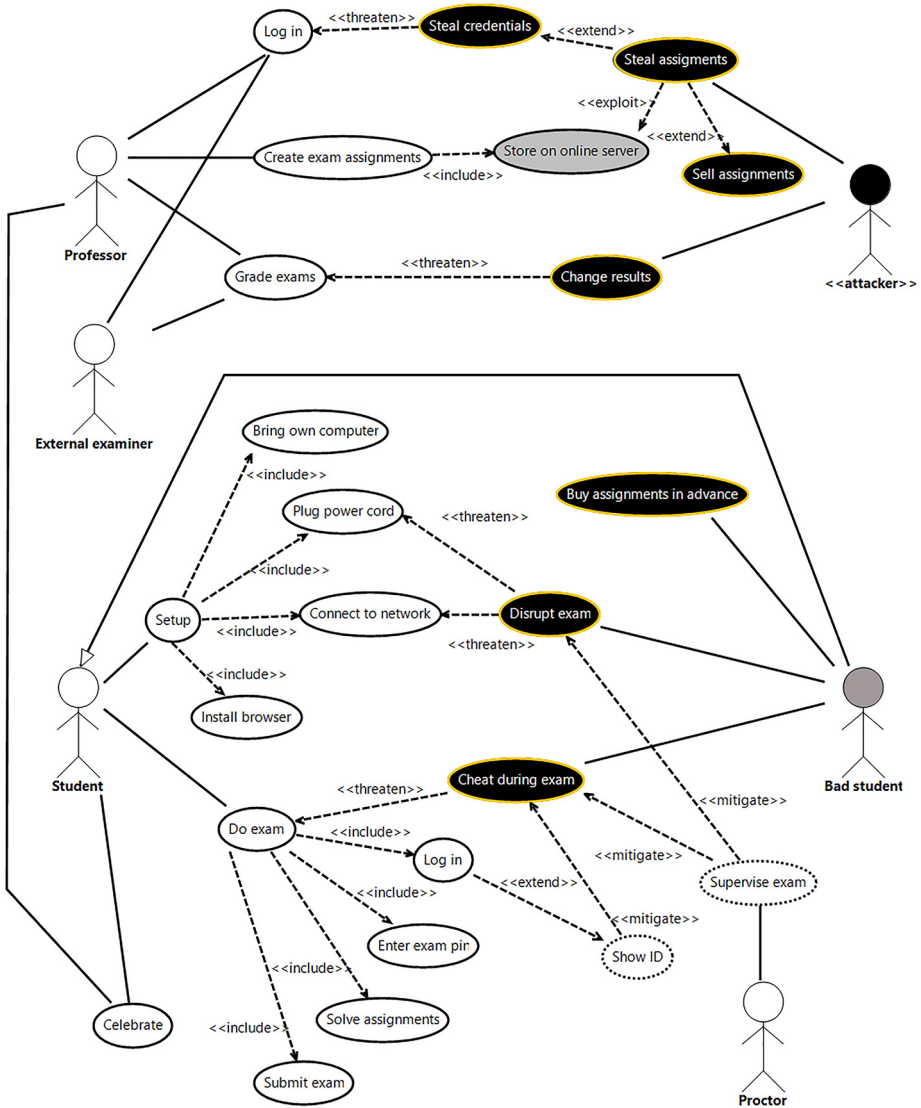 Log in
<<threaten>>
Steal credentials
<<extend>>
Steal assigments
<<exploit>
<<extend>
Create exam assignments
<<include>>
Store on online server
Sell assignments
Professor
Grade exams
<<threaten>>
Change results
<<attacker>>
External examiner
Bring own computer
<<include>>
Buy assignments in advance
Plug power cord
<<threaten>>
<<include>>
Setup
Connect to network
Disrupt exam
<<include>>
<<threaten>>
<<include>>
Install browser
Student
Bad student
Cheat during exam
<<threaten>>
<<mitigate>>
Do exam
<<include>>
Log in
<<mitigate>>
<<extend>>
Supervise exam
<<include>>
<<mitigate>>
Enter exam pin
Show ID
<<include>>
Celebrate
Solve assignments
<<include>>
Submit exam
Proctor